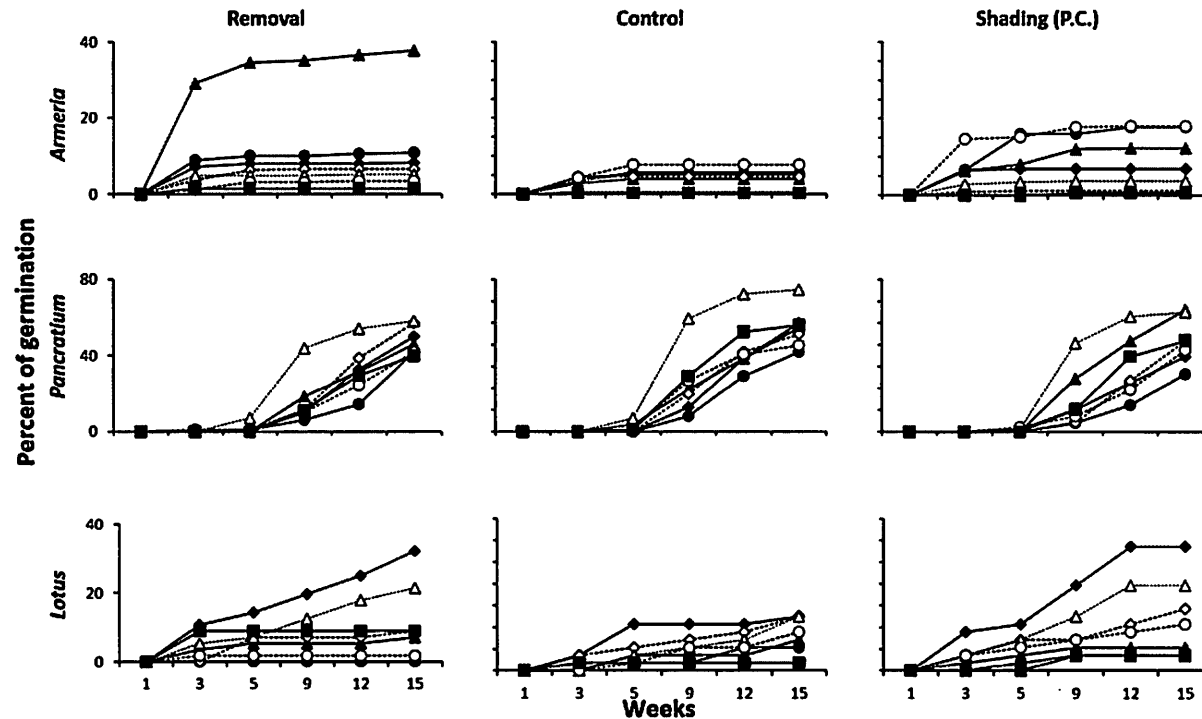 Removal Control Shading (P.C.)
Percent of germination
Armeria
40
20
0
Pancratium
80
40
0
Lotus
40
20
0
1 3 5 9 12 15 1 3 5 9 12 15 1 3 5 9 12 15
Weeks